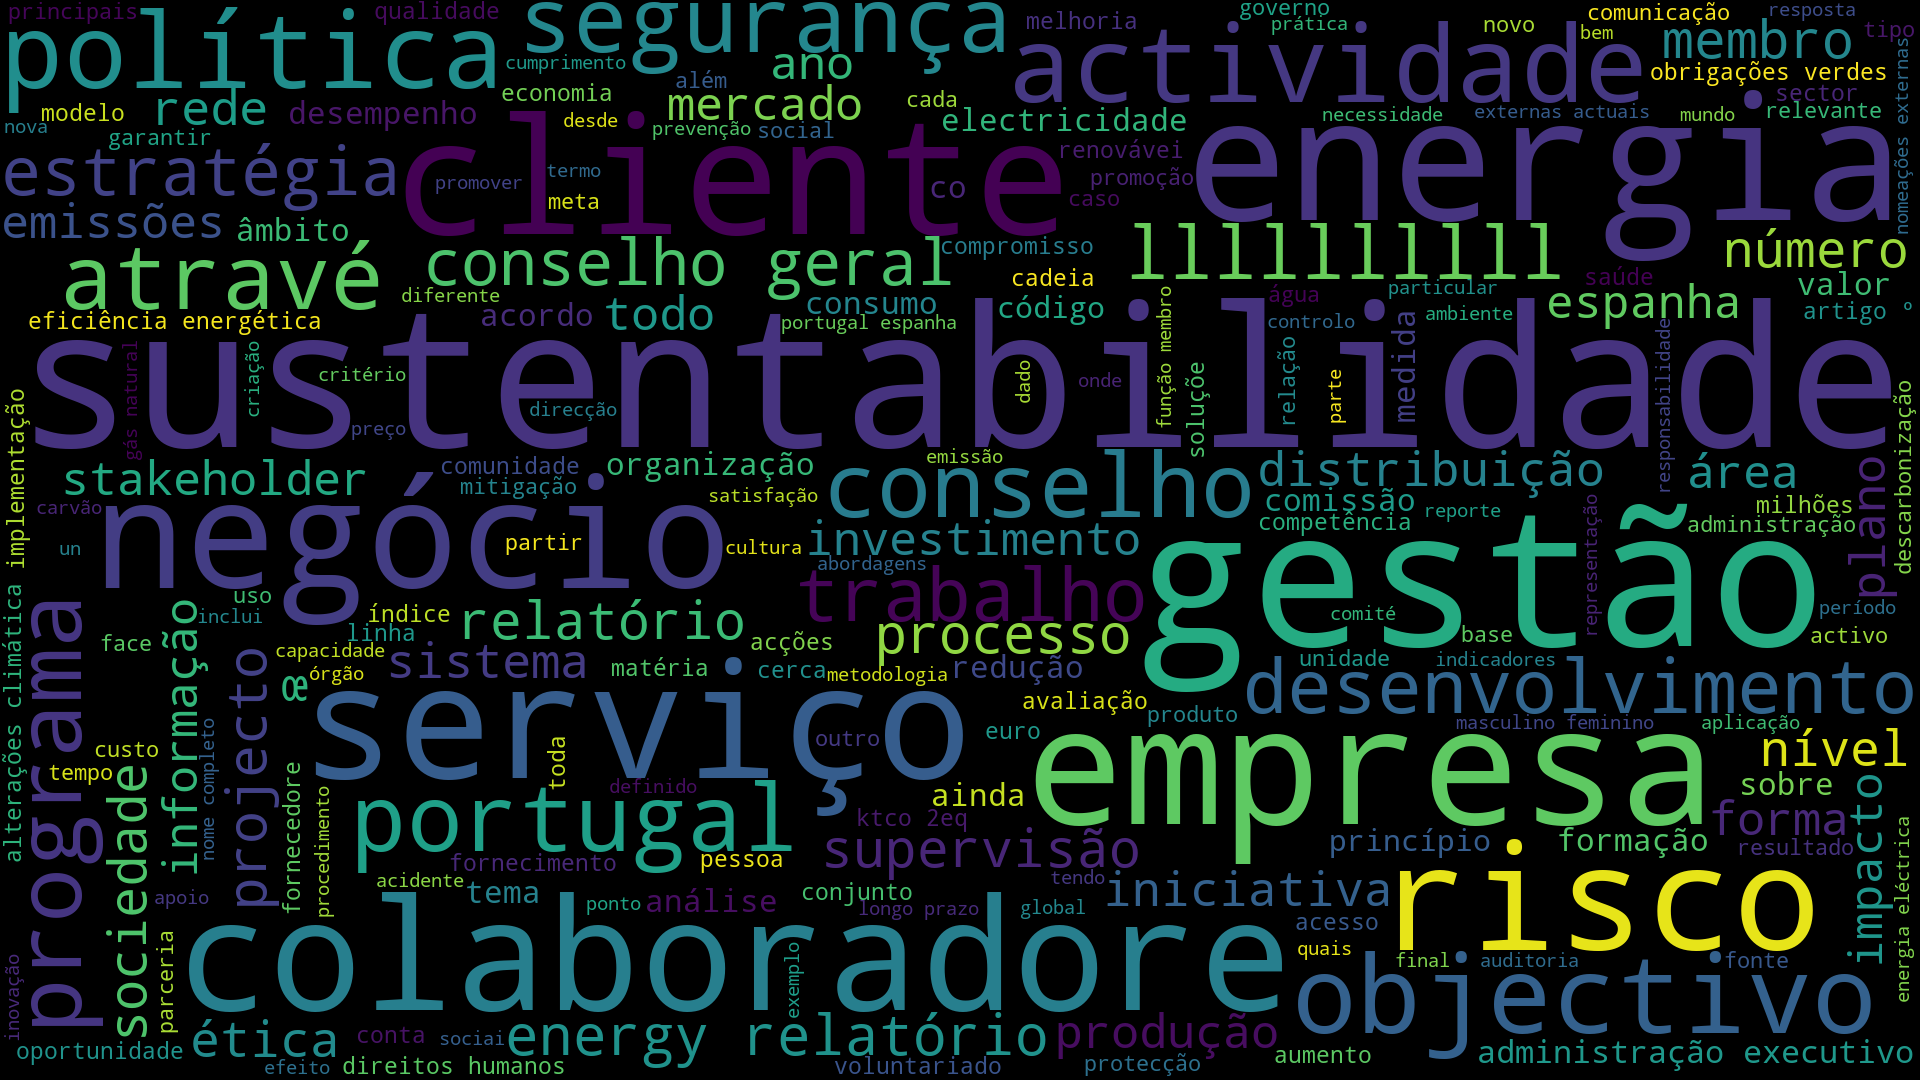 principais
qualidade
segurança
governo
comunicação
resposta
política
melhoria
prática
novo
bem
tipo
actividade
membro
cumprimento
além
ano
obrigações verdes
modelo
rede
desempenho
economia
mercado
cada
sector
nova
garantir
desde
prevenção
social
electricidade
necessidade
externas actuais
mundo
relevante
nomeações externas
estratégia
cliente
renovávei
energia
promover
termo
promoção
co
caso
meta
emissões
âmbito
conselho geral
compromisso
llllllllll
número
atravé
cadeia
saúde
diferente
consumo
código
água
particular
espanha
valor
eficiência energética
acordo
todo
portugal espanha
função membro
controlo
ambiente
artigo
º
sustentabilidade
gás natural
criação
critério
preço
direcção
dado
onde
soluçõe
relação
parte
medida
responsabilidade
descarbonização
implementação
stakeholder
comunidade
mitigação
organização
emissão
conselho
distribuição
área
carvão
satisfação
comissão
competência
reporte
representação
milhões
administração
plano
negócio
un
partir
cultura
investimento
abordagens
gestão
alterações climática
programa
uso
inclui
índice
linha
relatório
trabalho
processo
comité
base
período
activo
face
informação
projecto
capacidade
órgão
sistema
matéria
acções
cerca
metodologia
redução
unidade
indicadores
œ
serviço
avaliação
desenvolvimento
nome completo
custo
tempo
toda
outro
euro
produto
masculino feminino
aplicação
empresa
nível
sociedade
fornecedore
procedimento
definido
portugal
ainda
sobre
ktco 2eq
forma
impacto
energia eléctrica
fornecimento
pessoa
supervisão
princípio
formação
resultado
apoio
acidente
tema
ponto
análise
conjunto
tendo
iniciativa
risco
longo prazo
global
acesso
quais
inovação
parceria
colaboradore
exemplo
final
auditoria
fonte
objectivo
oportunidade
ética
conta
sociai
energy relatório
produção
aumento
administração executivo
efeito
direitos humanos
voluntariado
protecção